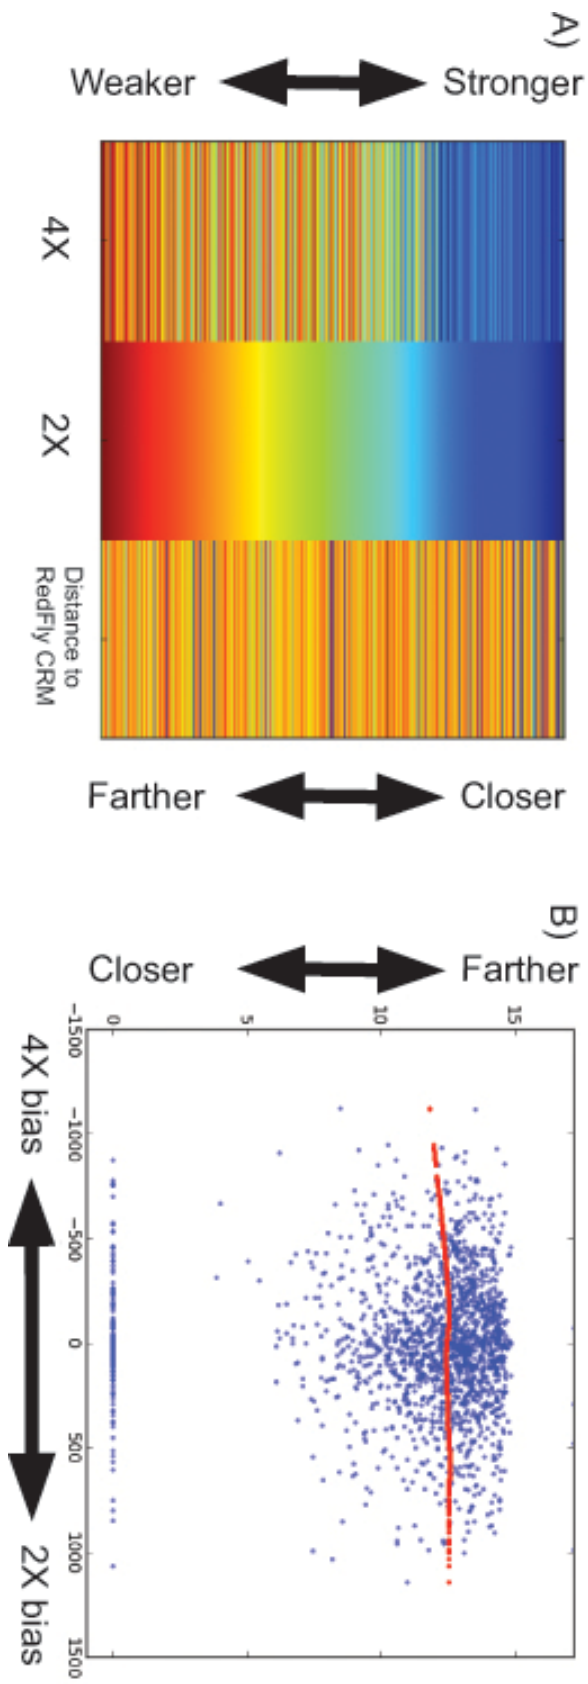 A)
Weaker
Stronger
4X
2X
Distance to
RedFly CRM
Farther
Closer
B)
Closer
Farther
0
5
10
15
−1500
−1000
−500
0
500
1000
1500
4X bias
2X bias